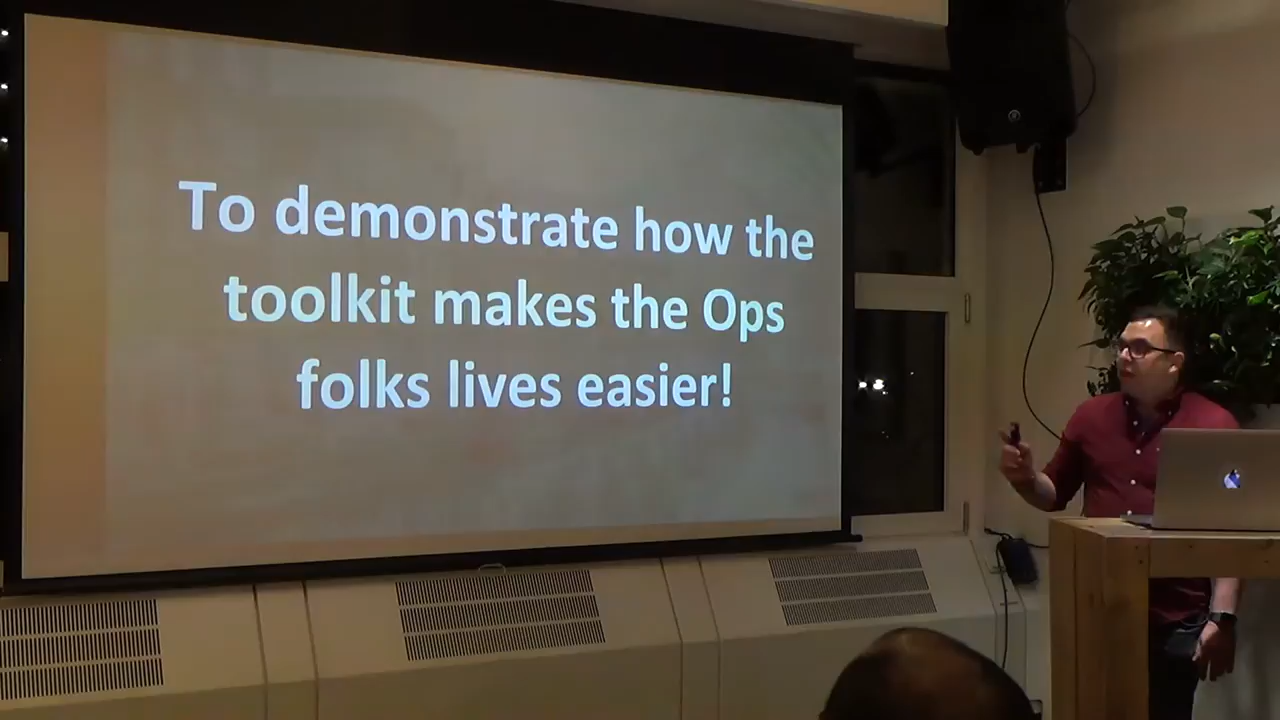 To demonstrate how the
toolkit makes the Ops
folks lives easier!